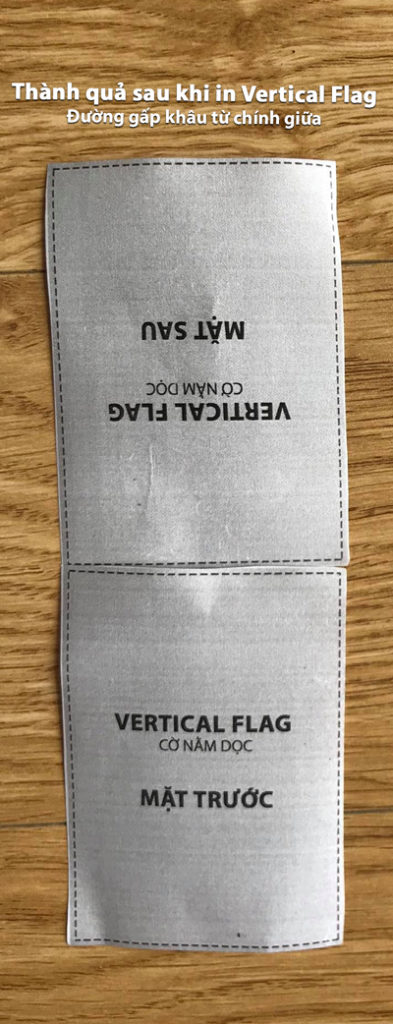 Thành quả sau khi in Vertical Flag
Đường gấp khâu từ chính giữa
MẶT SAU
CỜ NẰM DỌC
VERTICAL FLAG
VERTICAL FLAG
CỜ NẰM DỌC
MẶT TRƯỚC